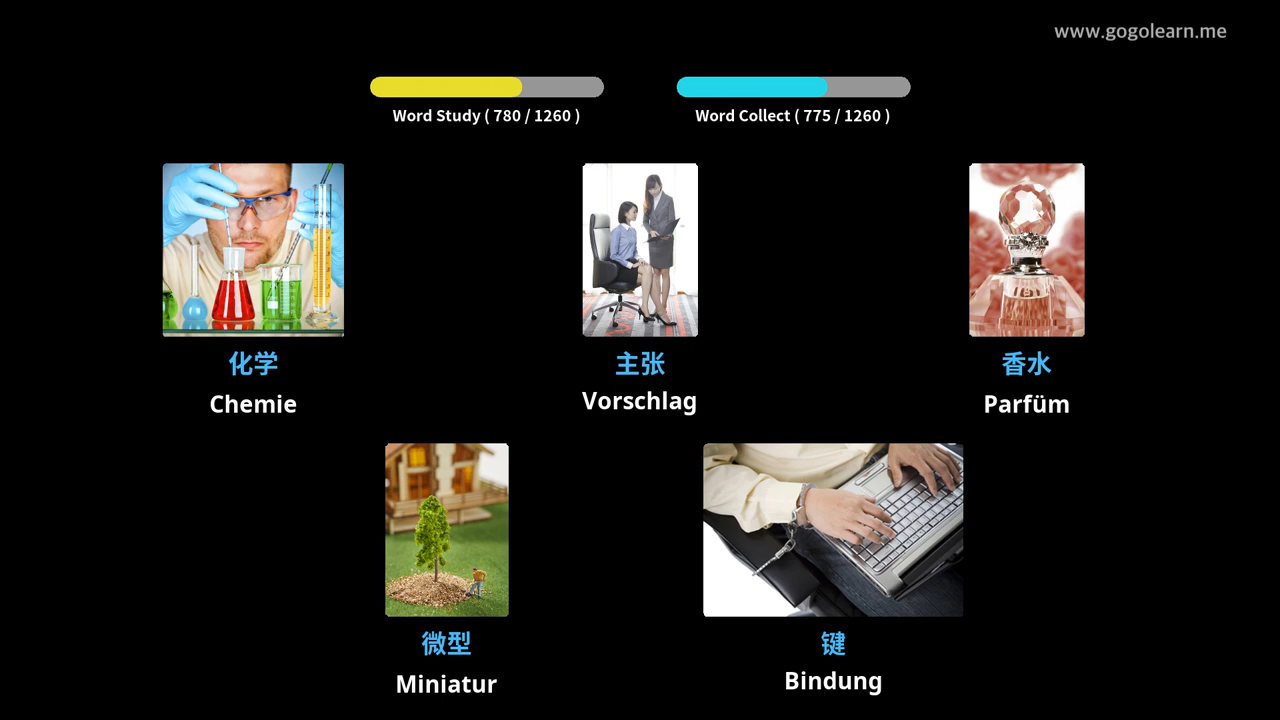 www.gogolearn.me
Word Study ( 780 / 1260 )
Word Collect ( 775 / 1260 )
化学
Chemie
主张
Vorschlag
香水
Parfüm
微型
Miniatur
键
Bindung